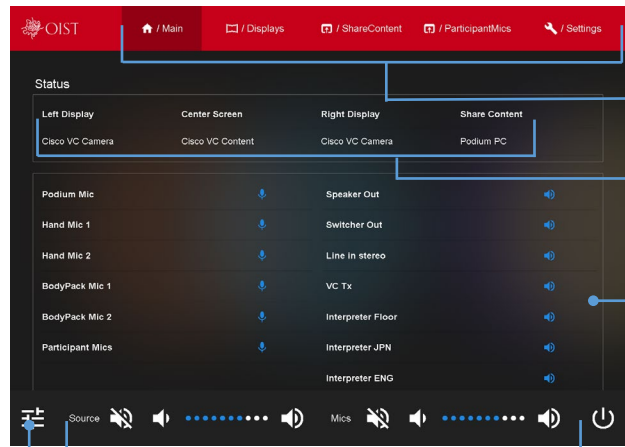 OIST / Main / Displays / ShareContent / ParticipantMics / Settings
Status
Left Display Center Screen Right Display Share Content
Cisco VC Camera Cisco VC Content Cisco VC Camera Podium PC
Podium Mic Speaker Out
Hand Mic 1 Switcher Out
Hand Mic 2 Line in stereo
BodyPack Mic 1 VC Tx
BodyPack Mic 2 Interpreter Floor
Participant Mics Interpreter JPN
Interpreter ENG
Source Mics